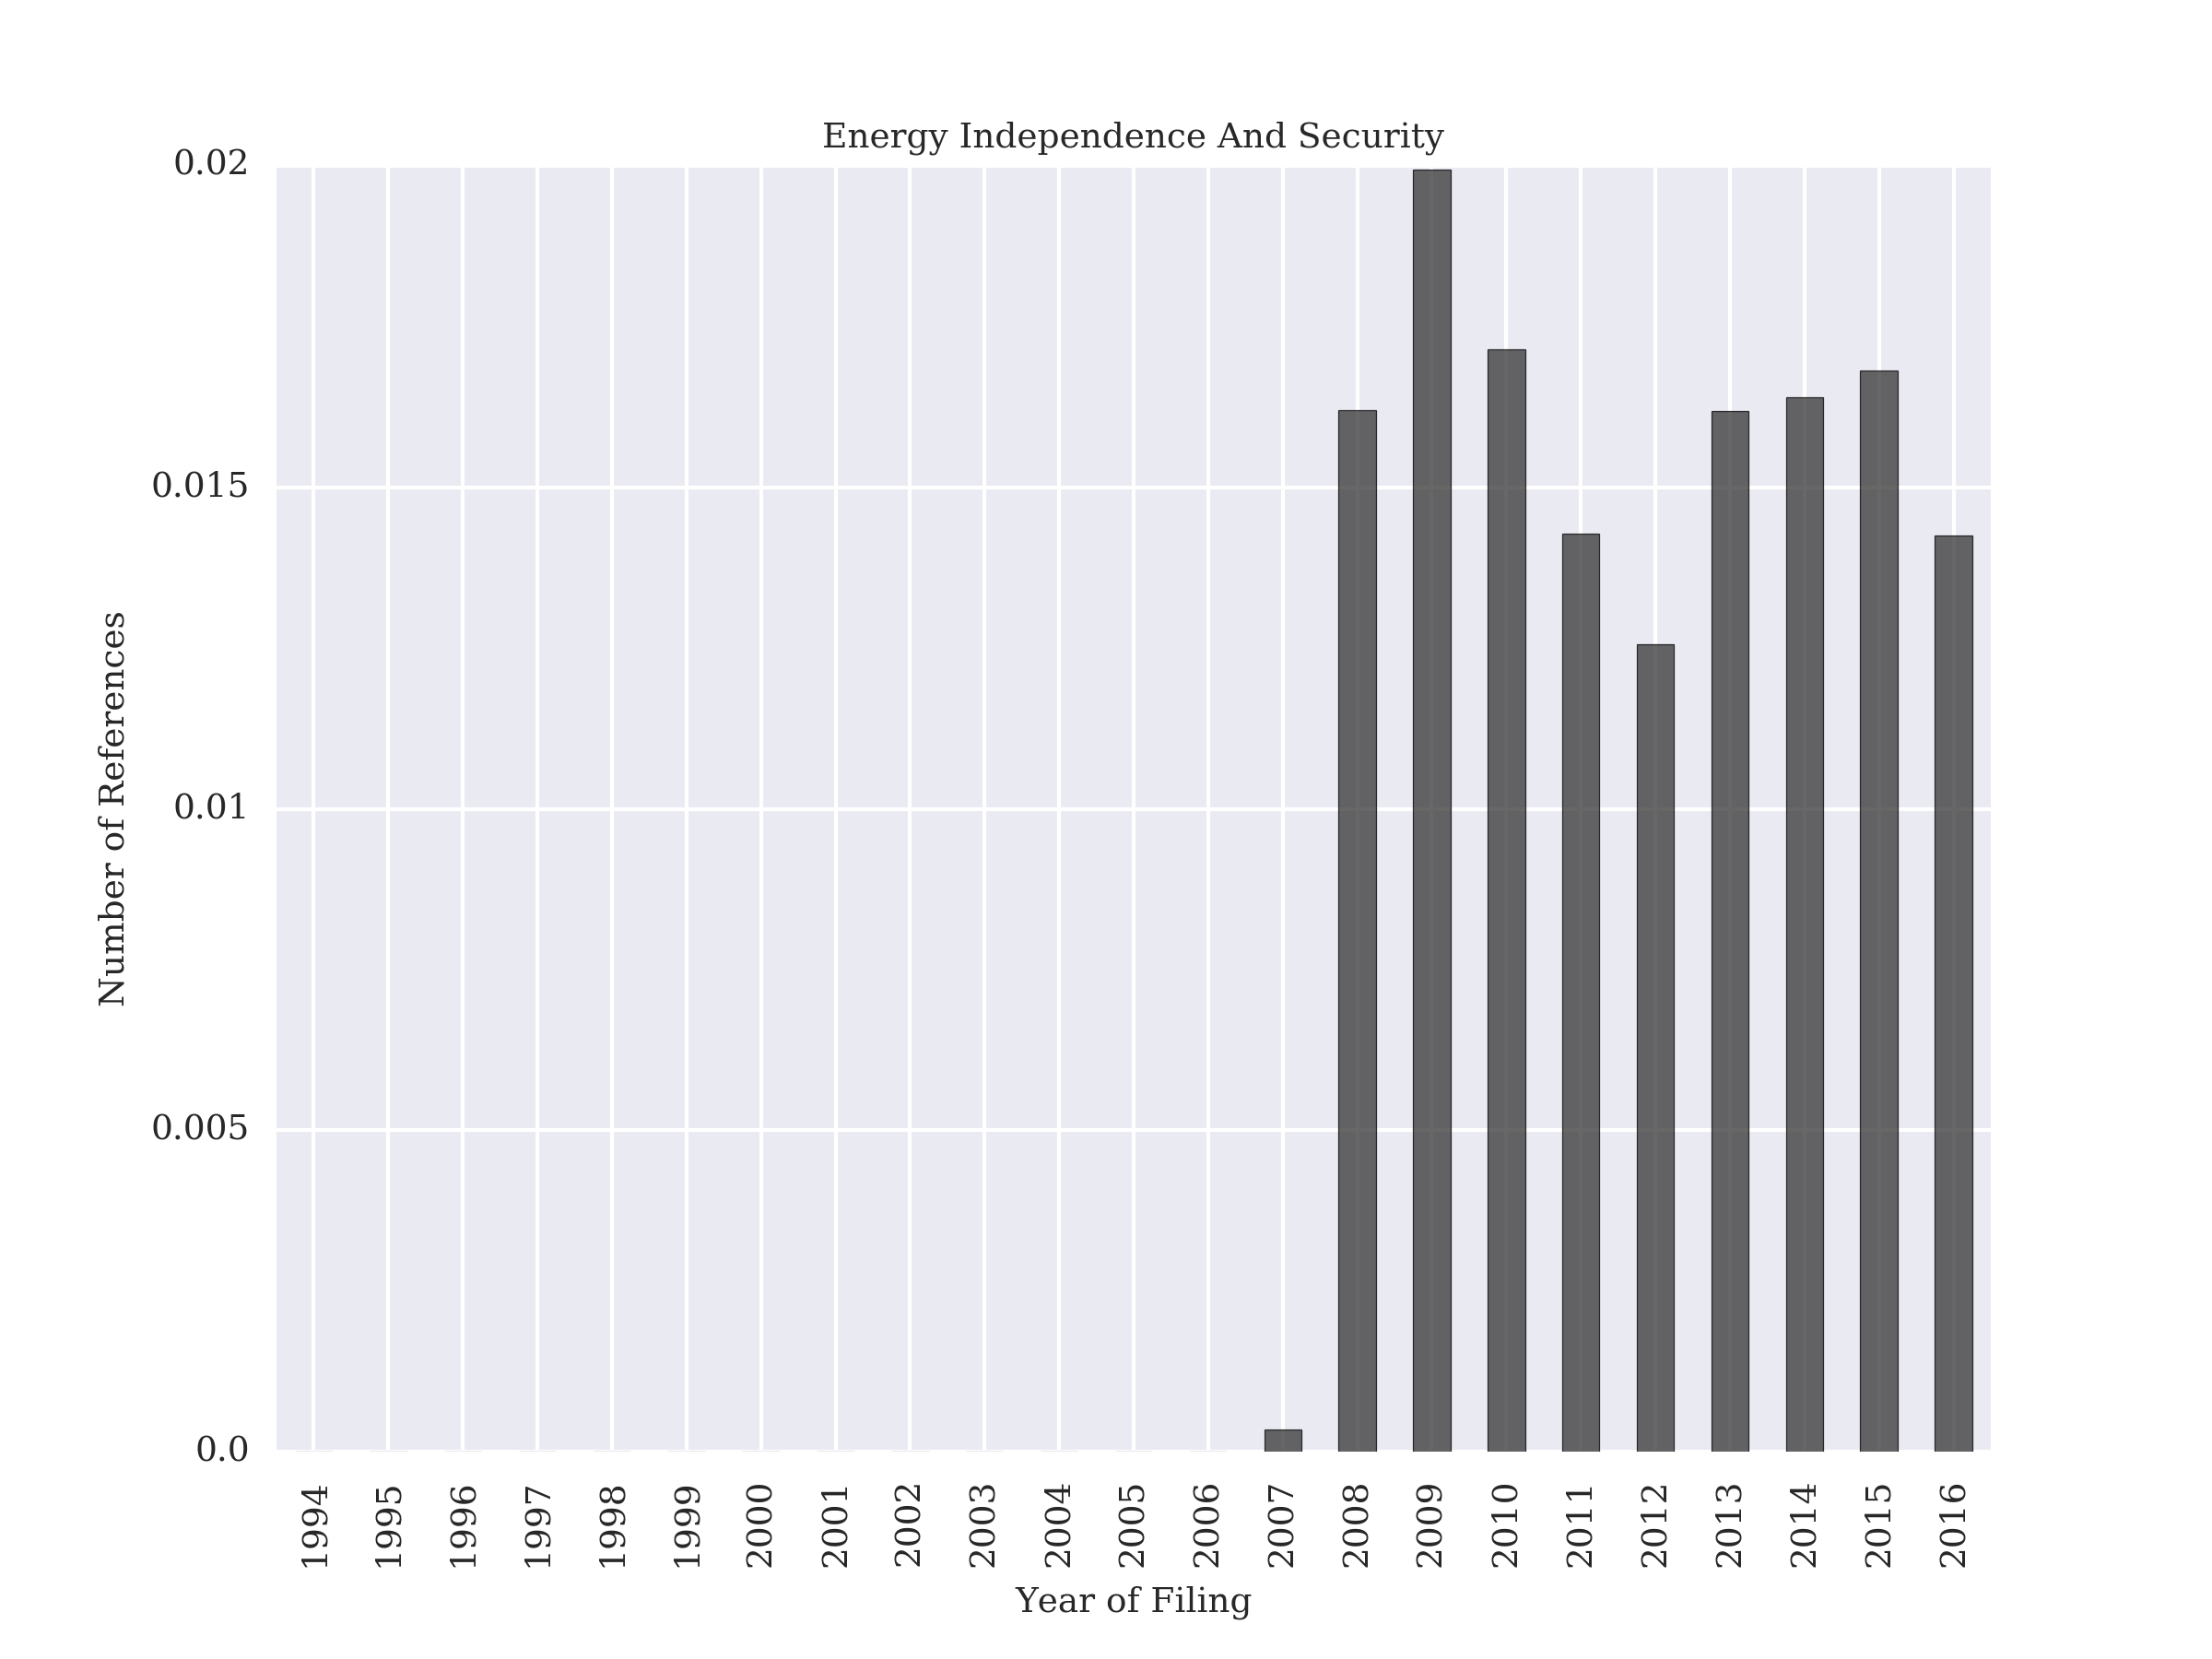 Energy Independence And Security
0.02
0.015
0.01
0.005
0.0
Number of References
1994 1995 1996 1997 1998 1999 2000 2001 2002 2003 2004 2005 2006 2007 2008 2009 2010 2011 2012 2013 2014 2015 2016
Year of Filing